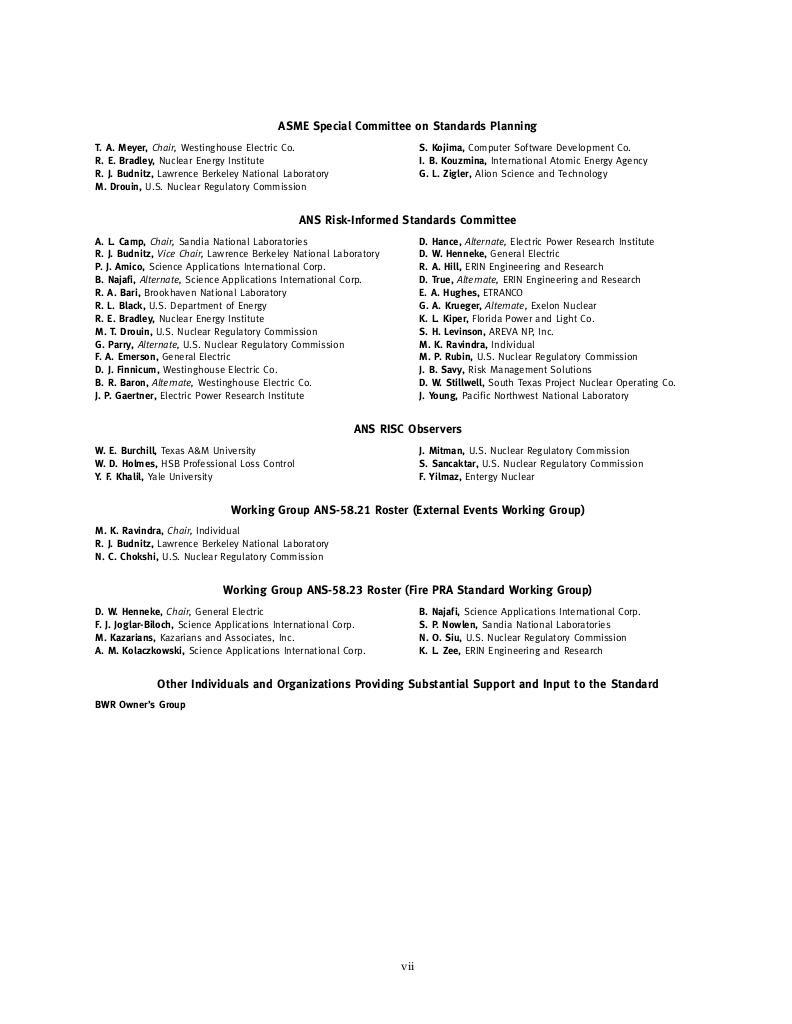 ASME Special Committee on Standards Planning
T. A. Meyer, Chair, Westinghouse Electric Co.
R. E. Bradley, Nuclear Energy Institute
R. J. Budnitz, Lawrence Berkeley National Laboratory
M. Drouin, U.S. Nuclear Regulatory Commission
S. Kojima, Computer Software Development Co.
I. B. Kouzmina, International Atomic Energy Agency
G. L. Zigler, Alion Science and Technology
ANS Risk-Informed Standards Committee
A. L. Camp, Chair, Sandia National Laboratories
R. J. Budnitz, Vice Chair, Lawrence Berkeley National Laboratory
P. J. Amico, Science Applications International Corp.
B. Najafi, Alternate, Science Applications International Corp.
R. A. Bari, Brookhaven National Laboratory
R. L. Black, U.S. Department of Energy
R. E. Bradley, Nuclear Energy Institute
M. T. Drouin, U.S. Nuclear Regulatory Commission
G. Parry, Alternate, U.S. Nuclear Regulatory Commission
F. A. Emerson, General Electric
D. J. Finnicum, Westinghouse Electric Co.
B. R. Baron, Alternate, Westinghouse Electric Co.
J. P. Gaertner, Electric Power Research Institute
D. Hance, Alternate, Electric Power Research Institute
D. W. Henneke, General Electric
R. A. Hill, ERIN Engineering and Research
D. True, Alternate, ERIN Engineering and Research
E. A. Hughes, ETRANCO
G. A. Krueger, Alternate, Exelon Nuclear
K. L. Kiper, Florida Power and Light Co.
S. H. Levinson, AREVA NP, Inc.
M. K. Ravindra, Individual
M. P. Rubin, U.S. Nuclear Regulatory Commission
J. B. Savy, Risk Management Solutions
D. W. Stillwell, South Texas Project Nuclear Operating Co.
J. Young, Pacific Northwest National Laboratory
ANS RISC Observers
W. E. Burchill, Texas A&M University
W. D. Holmes, HSB Professional Loss Control
Y. F. Khalil, Yale University
J. Mitman, U.S. Nuclear Regulatory Commission
S. Sancaktar, U.S. Nuclear Regulatory Commission
F. Yilmaz, Entergy Nuclear
Working Group ANS-58.21 Roster (External Events Working Group)
M. K. Ravindra, Chair, Individual
R. J. Budnitz, Lawrence Berkeley National Laboratory
N. C. Chokshi, U.S. Nuclear Regulatory Commission
Working Group ANS-58.23 Roster (Fire PRA Standard Working Group)
D. W. Henneke, Chair, General Electric
F. J. Joglar-Biloch, Science Applications International Corp.
M. Kazarians, Kazarians and Associates, Inc.
A. M. Kolaczkowski, Science Applications International Corp.
B. Najafi, Science Applications International Corp.
S. P. Nowlen, Sandia National Laboratories
N. O. Siu, U.S. Nuclear Regulatory Commission
K. L. Zee, ERIN Engineering and Research
Other Individuals and Organizations Providing Substantial Support and Input to the Standard
BWR Owner's Group
vii